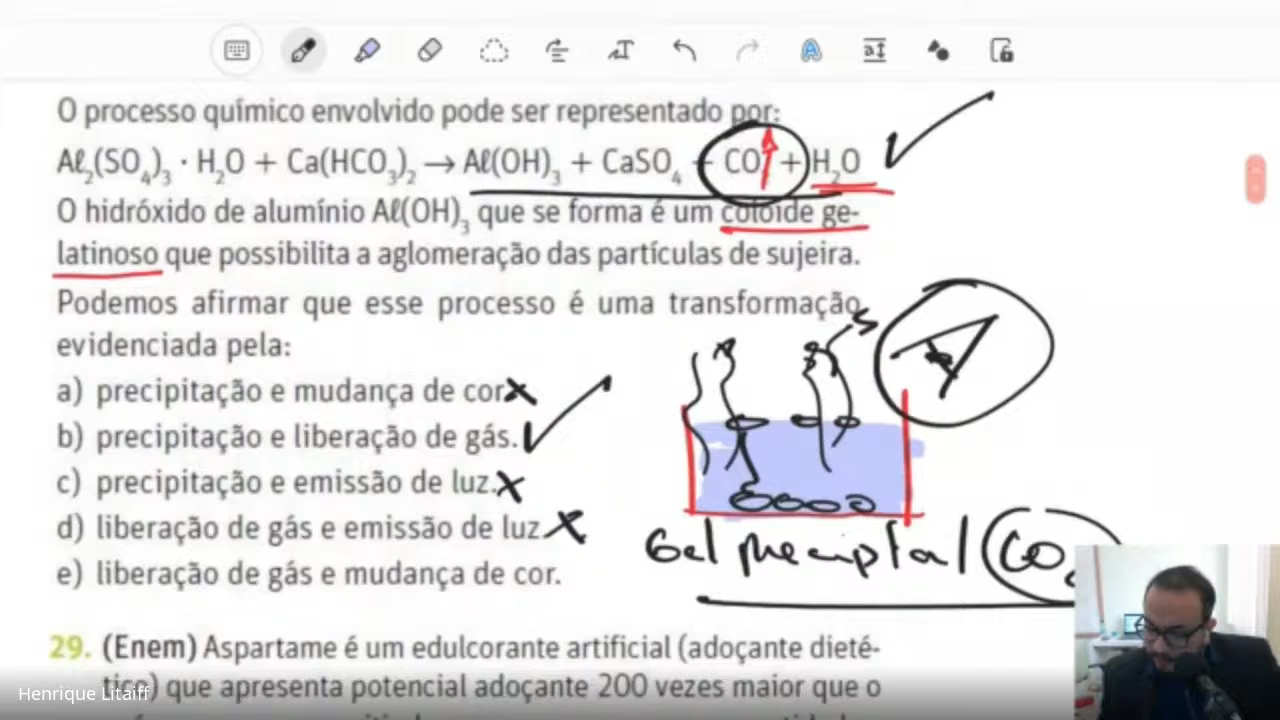 O processo químico envolvido pode ser representado por:
Aℓ₂(SO₄)₃ · H₂O + Ca(HCO₃)₂ → Aℓ(OH)₃ + CaSO₄ + CO + H₂O
O hidróxido de alumínio Aℓ(OH)₃ que se forma é um coloide ge-
latinoso que possibilita a aglomeração das partículas de sujeira.
Podemos afirmar que esse processo é uma transformação
evidenciada pela:
a) precipitação e mudança de cor
b) precipitação e liberação de gás.
c) precipitação e emissão de luz.
d) liberação de gás e emissão de luz
e) liberação de gás e mudança de cor.
Gel CO₂
29. (Enem) Aspartame é um edulcorante artificial (adoçante dieté-
tico) que apresenta potencial adoçante 200 vezes maior que o
Henrique Litaiff